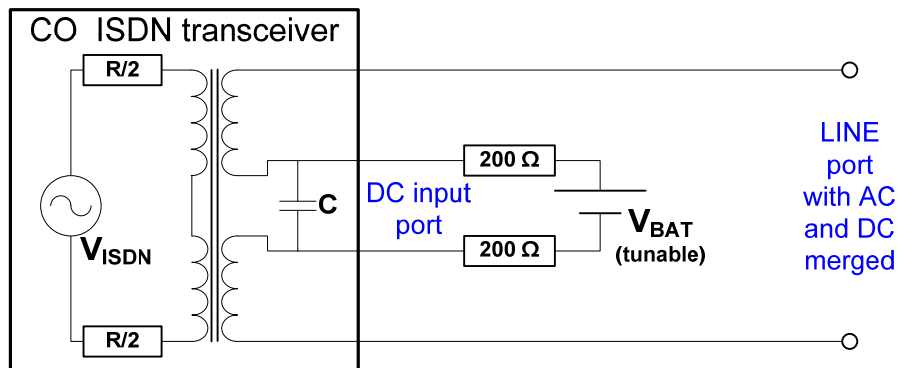 CO ISDN transceiver
R/2
V_ISDN
R/2
C
DC input
port
200 Ω
200 Ω
V_BAT
(tunable)
LINE
port
with AC
and DC
merged